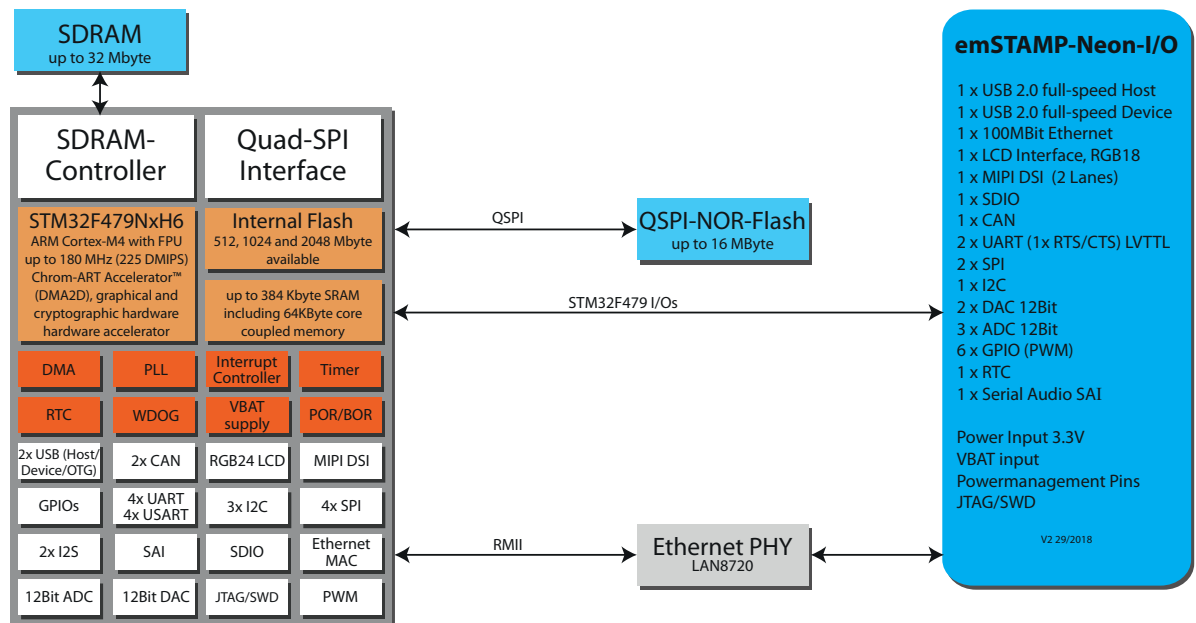 SDRAM
up to 32 Mbyte
SDRAM-
Controller
Quad-SPI
Interface
STM32F479NxH6
ARM Cortex-M4 with FPU
up to 180 MHz (225 DMIPS)
Chrom-ART Accelerator™
(DMA2D), graphical and
cryptographic hardware
hardware accelerator
Internal Flash
512, 1024 and 2048 Mbyte
available
up to 384 Kbyte SRAM
including 64KByte core
coupled memory
DMA
PLL
Interrupt
Controller
Timer
RTC
WDOG
VBAT
supply
POR/BOR
2x USB (Host/
Device/OTG)
2x CAN
RGB24 LCD
MIPI DSI
GPIOs
4x UART
4x USART
3x I2C
4x SPI
2x I2S
SAI
SDIO
Ethernet
MAC
12Bit ADC
12Bit DAC
JTAG/SWD
PWM
QSPI
QSPI-NOR-Flash
up to 16 MByte
STM32F479 I/Os
RMII
Ethernet PHY
LAN8720
emSTAMP-Neon-I/O
1 x USB 2.0 full-speed Host
1 x USB 2.0 full-speed Device
1 x 100MBit Ethernet
1 x LCD Interface, RGB18
1 x MIPI DSI (2 Lanes)
1 x SDIO
1 x CAN
2 x UART (1x RTS/CTS) LVTTL
2 x SPI
1 x I2C
2 x DAC 12Bit
3 x ADC 12Bit
6 x GPIO (PWM)
1 x RTC
1 x Serial Audio SAI
Power Input 3.3V
VBAT input
Powermanagement Pins
JTAG/SWD
V2 29/2018